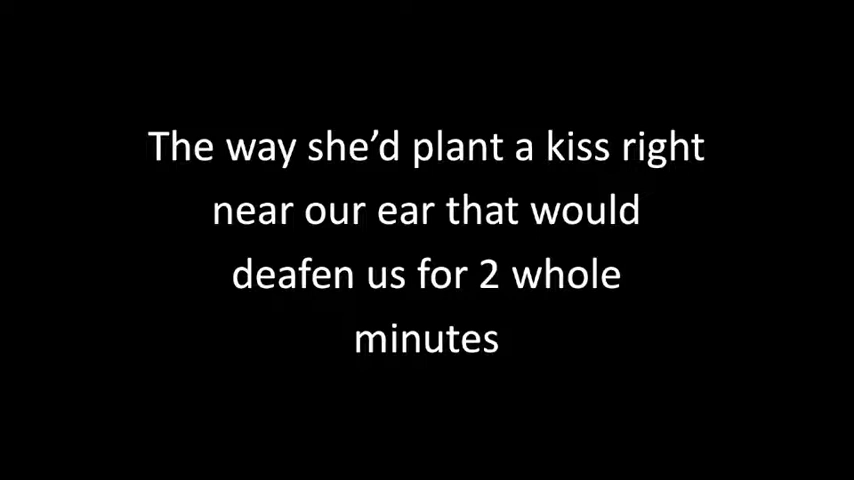 The way she’d plant a kiss right
near our ear that would
deafen us for 2 whole
minutes